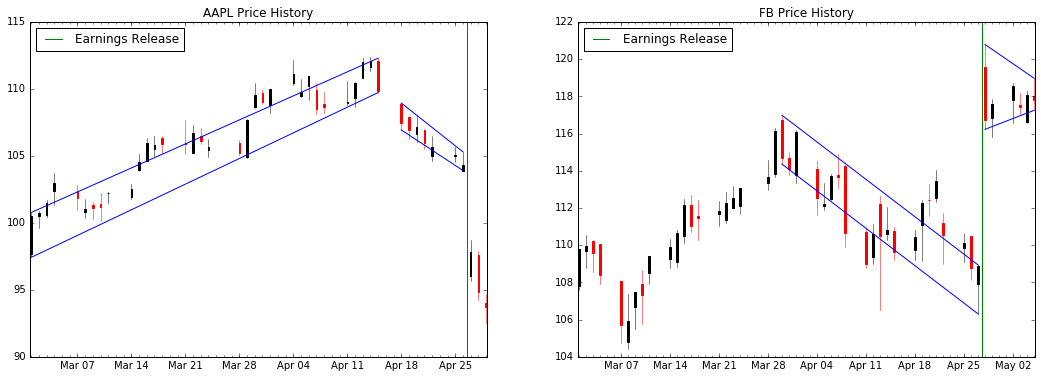 AAPL Price History
Earnings Release
115
110
105
100
95
90
Mar 07 Mar 14 Mar 21 Mar 28 Apr 04 Apr 11 Apr 18 Apr 25
FB Price History
Earnings Release
122
120
118
116
114
112
110
108
106
104
Mar 07 Mar 14 Mar 21 Mar 28 Apr 04 Apr 11 Apr 18 Apr 25 May 02